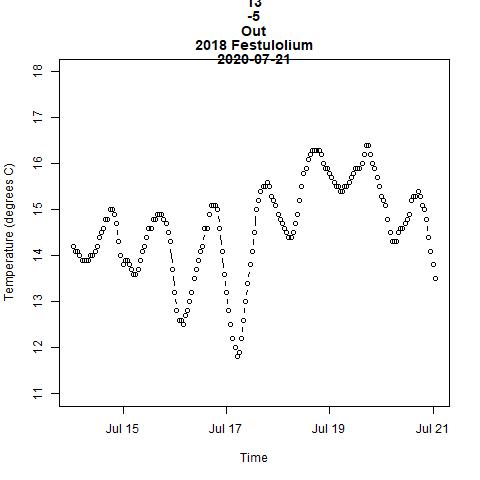 13
-5
Out
2018 Festulolium
2020-07-21
Temperature (degrees C)
18
17
16
15
14
13
12
11
Jul 15
Jul 17
Jul 19
Jul 21
Time